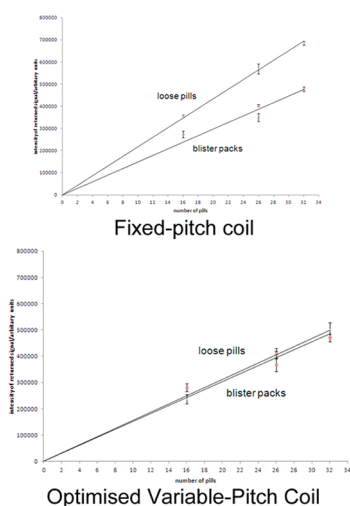 intensity of returned signal/arbitrary units
800000
700000
600000
500000
400000
300000
200000
100000
0
loose pills
blister packs
0 2 4 6 8 10 12 14 16 18 20 22 24 26 28 30 32 34
number of pills
Fixed-pitch coil
intensity of returned signal/arbitrary units
800000
700000
600000
500000
400000
300000
200000
100000
0
loose pills
blister packs
0 2 4 6 8 10 12 14 16 18 20 22 24 26 28 30 32 34
number of pills
Optimised Variable-Pitch Coil